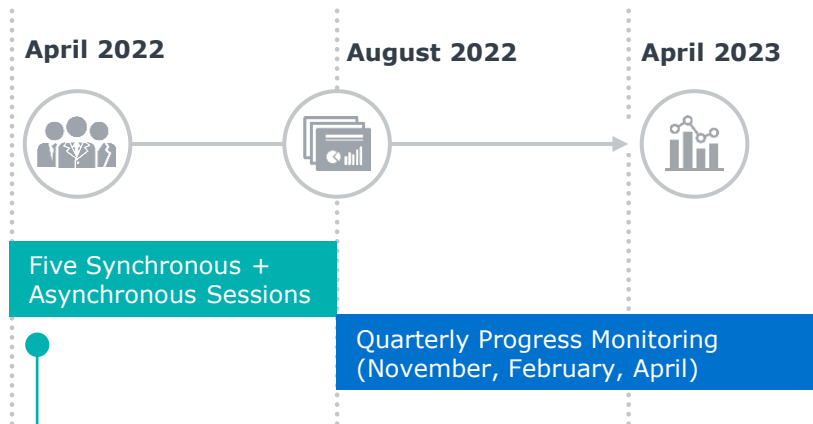 April 2022
August 2022
April 2023
Five Synchronous +
Asynchronous Sessions
Quarterly Progress Monitoring
(November, February, April)